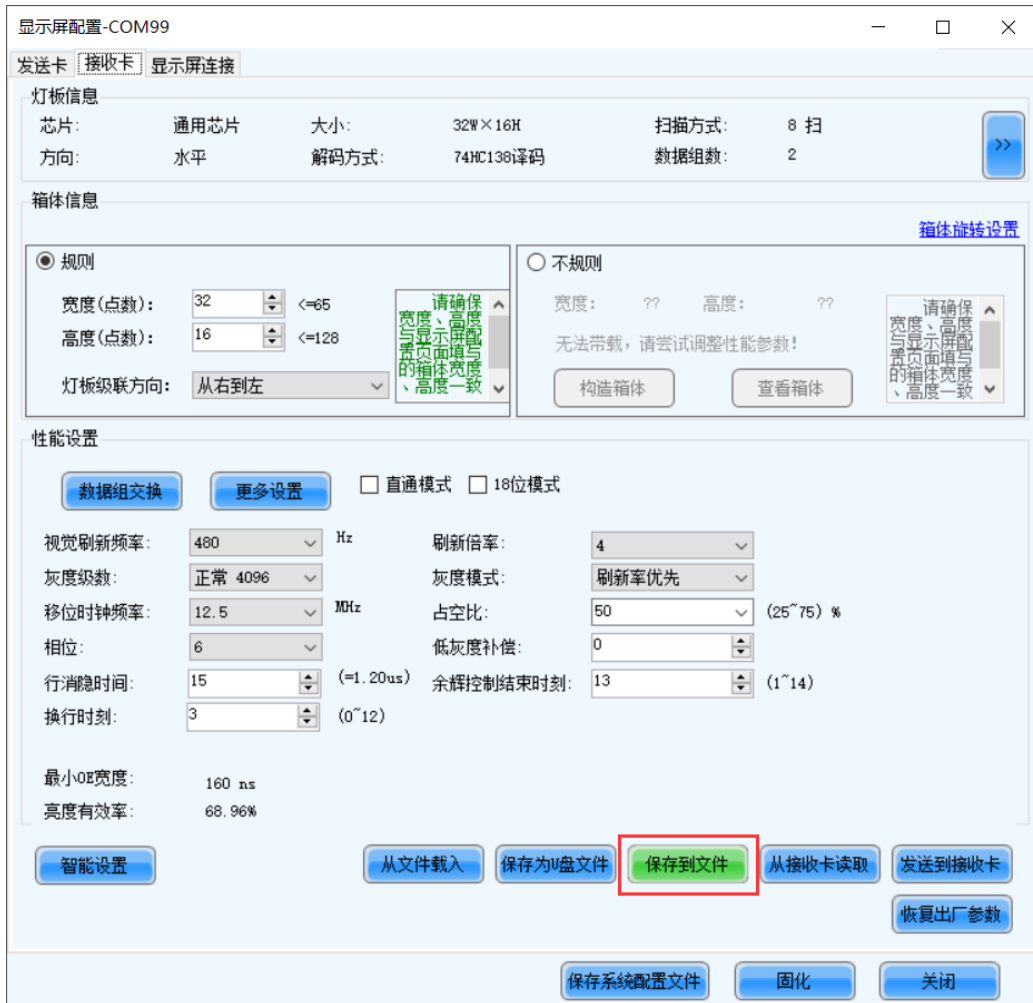 显示屏配置-COM99
发送卡 接收卡 显示屏连接
灯板信息
芯片: 通用芯片 大小: 32W×16H 扫描方式: 8 扫
方向: 水平 解码方式: 74HC138译码 数据组数: 2
>>
箱体信息
箱体旋转设置
规则
宽度(点数): 32 <=65
高度(点数): 16 <=128
灯板级联方向: 从右到左
请确保
宽度、高度
与显示屏配
置页面填写
的箱体宽度
、高度一致
不规则
宽度: ?? 高度: ??
无法带载，请尝试调整性能参数!
构造箱体 查看箱体
请确保
宽度、高度
与显示屏配
置页面填写
的箱体宽度
、高度一致
性能设置
数据组交换 更多设置 直通模式 18位模式
视觉刷新频率: 480 Hz 刷新倍率: 4
灰度级数: 正常 4096 灰度模式: 刷新率优先
移位时钟频率: 12.5 MHz 占空比: 50 (25~75) %
相位: 6 低灰度补偿: 0
行消隐时间: 15 (=1.20us) 余辉控制结束时刻: 13 (1~14)
换行时刻: 3 (0~12)
最小OE宽度: 160 ns
亮度有效率: 68.96%
智能设置 从文件载入 保存为U盘文件 保存到文件 从接收卡读取 发送到接收卡
恢复出厂参数
保存系统配置文件 固化 关闭